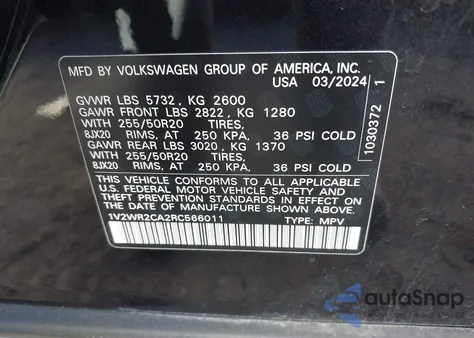 MFD BY VOLKSWAGEN GROUP OF AMERICA, INC.
USA 03/2024
GVWR LBS 5732 , KG 2600
GAWR FRONT LBS 2822 , KG 1280
WITH 255/50R20 TIRES,
8JX20 RIMS, AT 250 KPA, 36 PSI COLD
GAWR REAR LBS 3020 , KG 1370
WITH 255/50R20 TIRES,
8JX20 RIMS, AT 250 KPA, 36 PSI COLD
THIS VEHICLE CONFORMS TO ALL APPLICABLE
U.S. FEDERAL MOTOR VEHICLE SAFETY AND
THEFT PREVENTION STANDARDS IN EFFECT
ON THE DATE OF MANUFACTURE SHOWN ABOVE.
1V2WR2CA2RC566011 TYPE: MPV
1030372 1
autoSnap